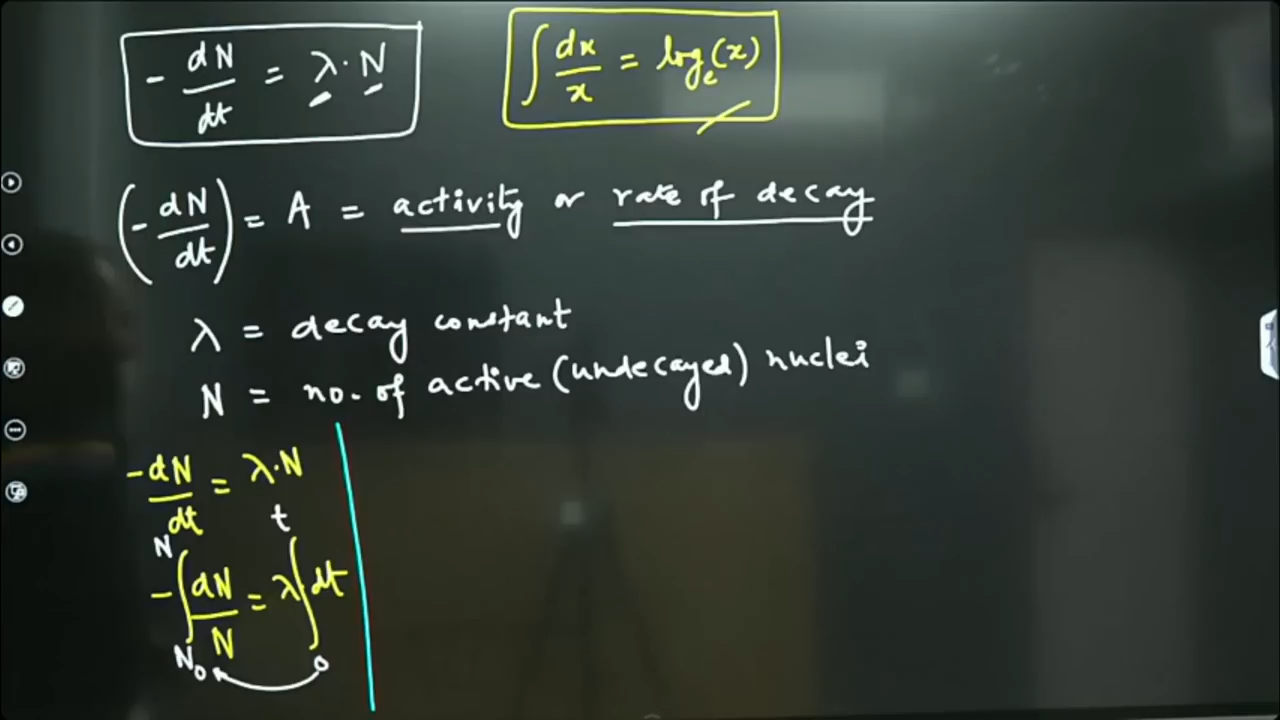 - dN/dt = λ·N
∫ dx/x = logₑ(x)
(- dN/dt) = A = activity or rate of decay
λ = decay constant
N = no. of active (undecayed) nuclei
- dN/dt = λ·N
- ∫_{N₀}^{N} dN/N = λ ∫_{0}^{t} dt